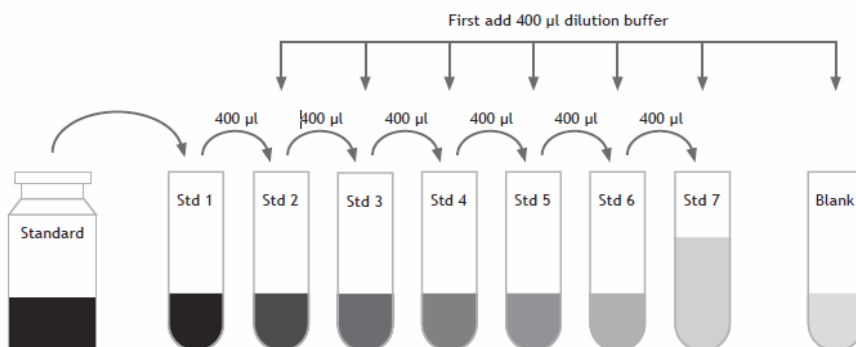 First add 400 µl dilution buffer
400 µl 400 µl 400 µl 400 µl 400 µl 400 µl
Standard Std 1 Std 2 Std 3 Std 4 Std 5 Std 6 Std 7 Blank